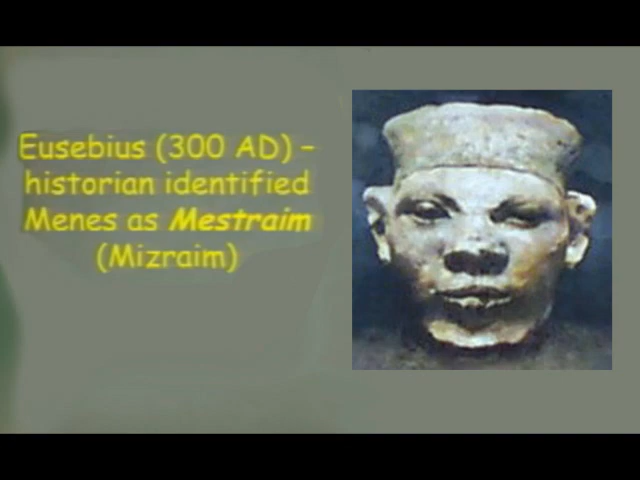 Eusebius (300 AD) –
historian identified
Menes as Mestraim
(Mizraim)